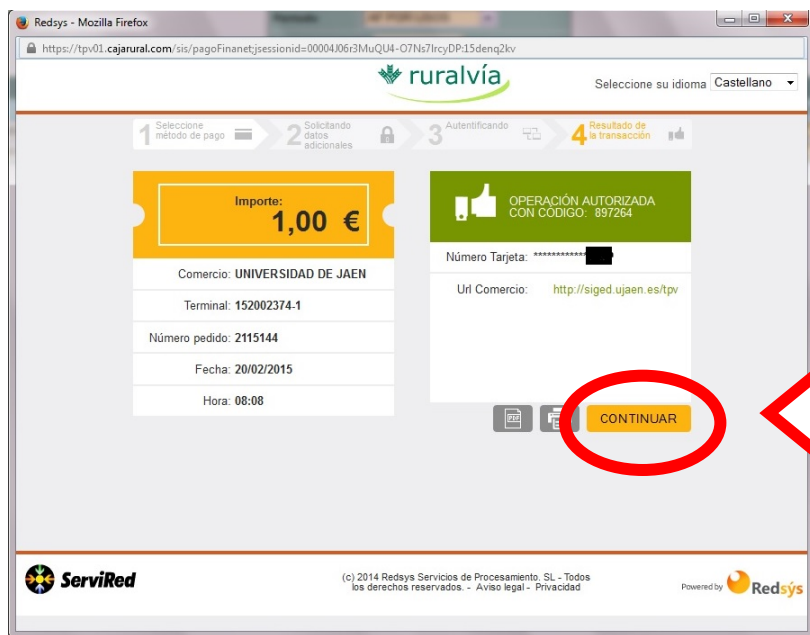 Redsys - Mozilla Firefox
https://tpv01.cajarural.com/sis/pagoFinanet;jsessionid=00004J06r3MuQU4-O7Ns7IrcyDP:15denq2kv
ruralvía
Seleccione su idioma Castellano
1 Seleccione
método de pago
2 Solicitando
datos
adicionales
3 Autentificando
4 Resultado de
la transacción
Importe:
1,00 €
Comercio: UNIVERSIDAD DE JAEN
Terminal: 152002374-1
Número pedido: 2115144
Fecha: 20/02/2015
Hora: 08:08
OPERACIÓN AUTORIZADA
CON CÓDIGO: 897264
Número Tarjeta: ************
Url Comercio: http://siged.ujaen.es/tpv
PDF
CONTINUAR
ServiRed
(c) 2014 Redsys Servicios de Procesamiento. SL - Todos
los derechos reservados. - Aviso legal - Privacidad
Powered by Redsýs